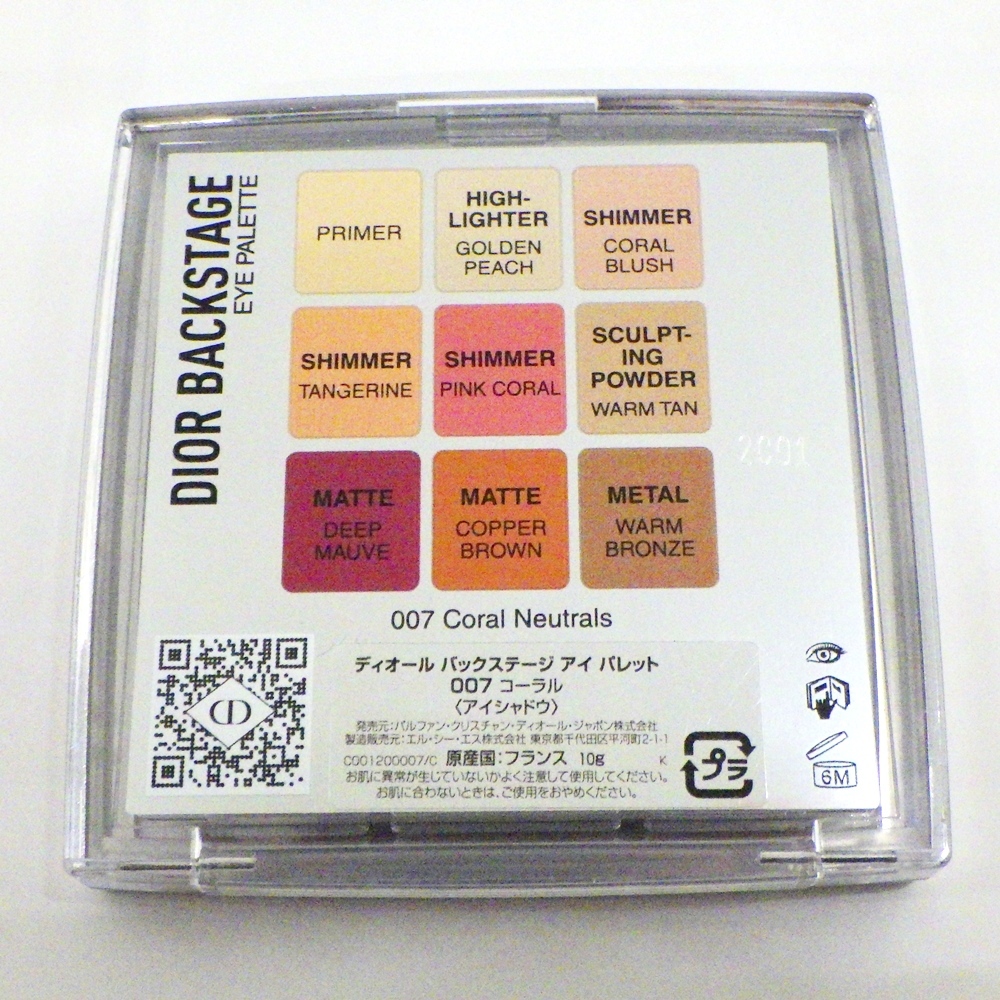 DIOR BACKSTAGE
EYE PALETTE
PRIMER
HIGH-
LIGHTER
GOLDEN
PEACH
SHIMMER
CORAL
BLUSH
SHIMMER
TANGERINE
SHIMMER
PINK CORAL
SCULPT-
ING
POWDER
WARM TAN
MATTE
DEEP
MAUVE
MATTE
COPPER
BROWN
METAL
WARM
BRONZE
2C01
007 Coral Neutrals
ディオール バックステージ アイ パレット
007 コーラル
〈アイシャドウ〉
発売元:パルファン・クリスチャン・ディオール・ジャポン株式会社
製造販売元:エル・シー・エス株式会社 東京都千代田区平河町2-1-1
C001200007/C 原産国:フランス 10g K
お肌に異常が生じていないかよく注意して使用してください。
お肌に合わないときは、ご使用をおやめください。
プラ
6M